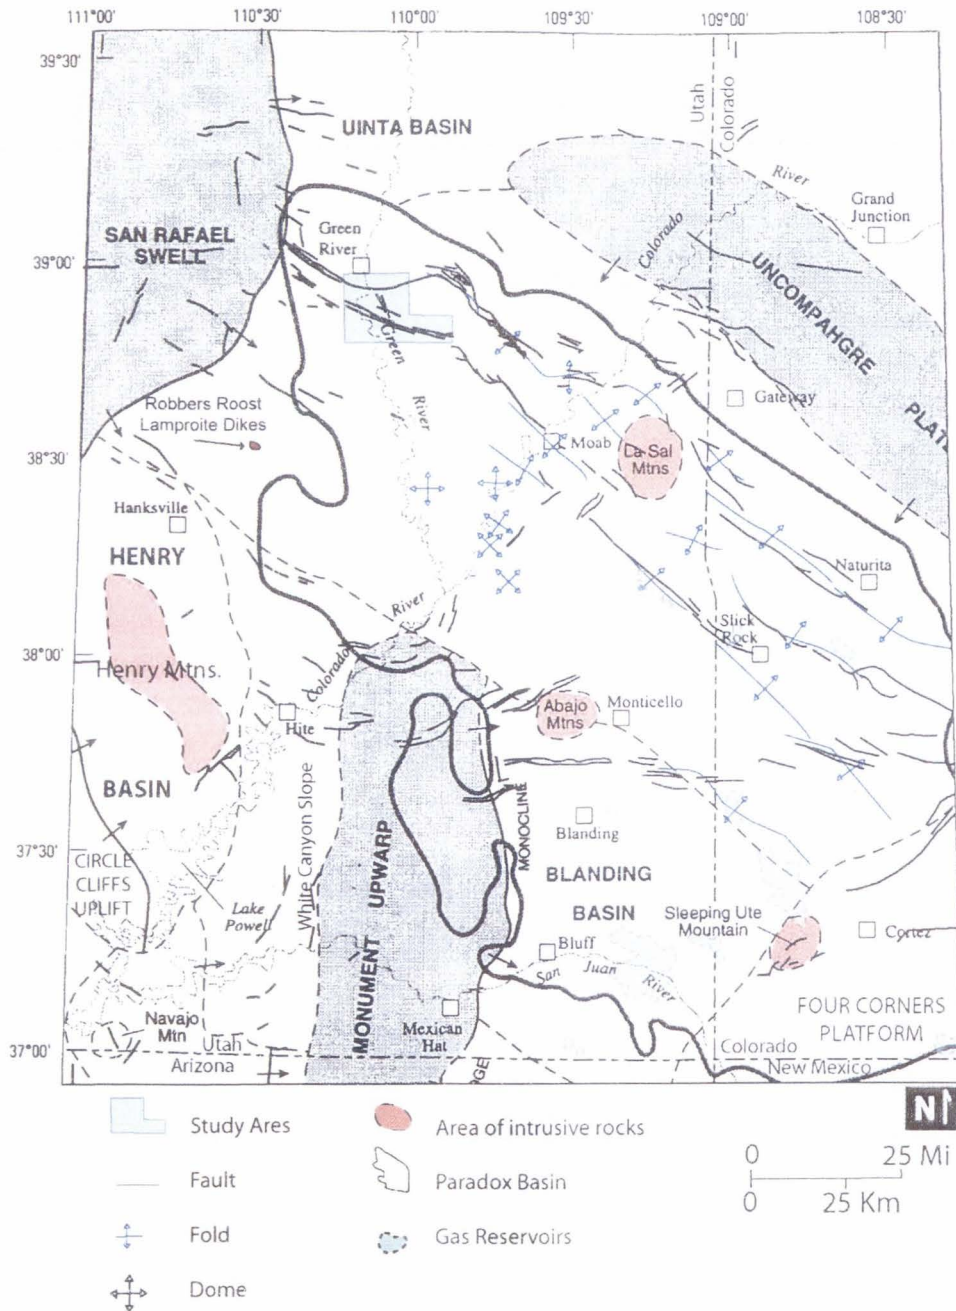 111°00'
110°30'
110°00'
109°30'
109°00'
108°30'
39°30'
39°00'
38°30'
38°00'
37°30'
37°00'
UINTA BASIN
Utah
Colorado
River
Grand
Junction
Colorado
SAN RAFAEL
SWELL
Green
River
UNCOMPAHGRE
PLAT
Green
River
Gateway
Robbers Roost
Lamproite Dikes
Moab
La Sal
Mtns
Hanksville
HENRY
Naturita
River
Colorado
Slick
Rock
Henry Mtns.
Hite
Abajo
Mtns
Monticello
BASIN
White Canyon Slope
MONOCLINE
Blanding
CIRCLE
CLIFFS
UPLIFT
Lake
Powell
MONUMENT UPWARP
BLANDING
BASIN
Sleeping Ute
Mountain
Cortez
Bluff
San Juan River
Navajo
Mtn
Mexican
Hat
FOUR CORNERS
PLATFORM
Utah
Arizona
Colorado
New Mexico
DGE
Study Ares
Area of intrusive rocks
N
Fault
Paradox Basin
0 25 Mi
0 25 Km
Fold
Gas Reservoirs
Dome